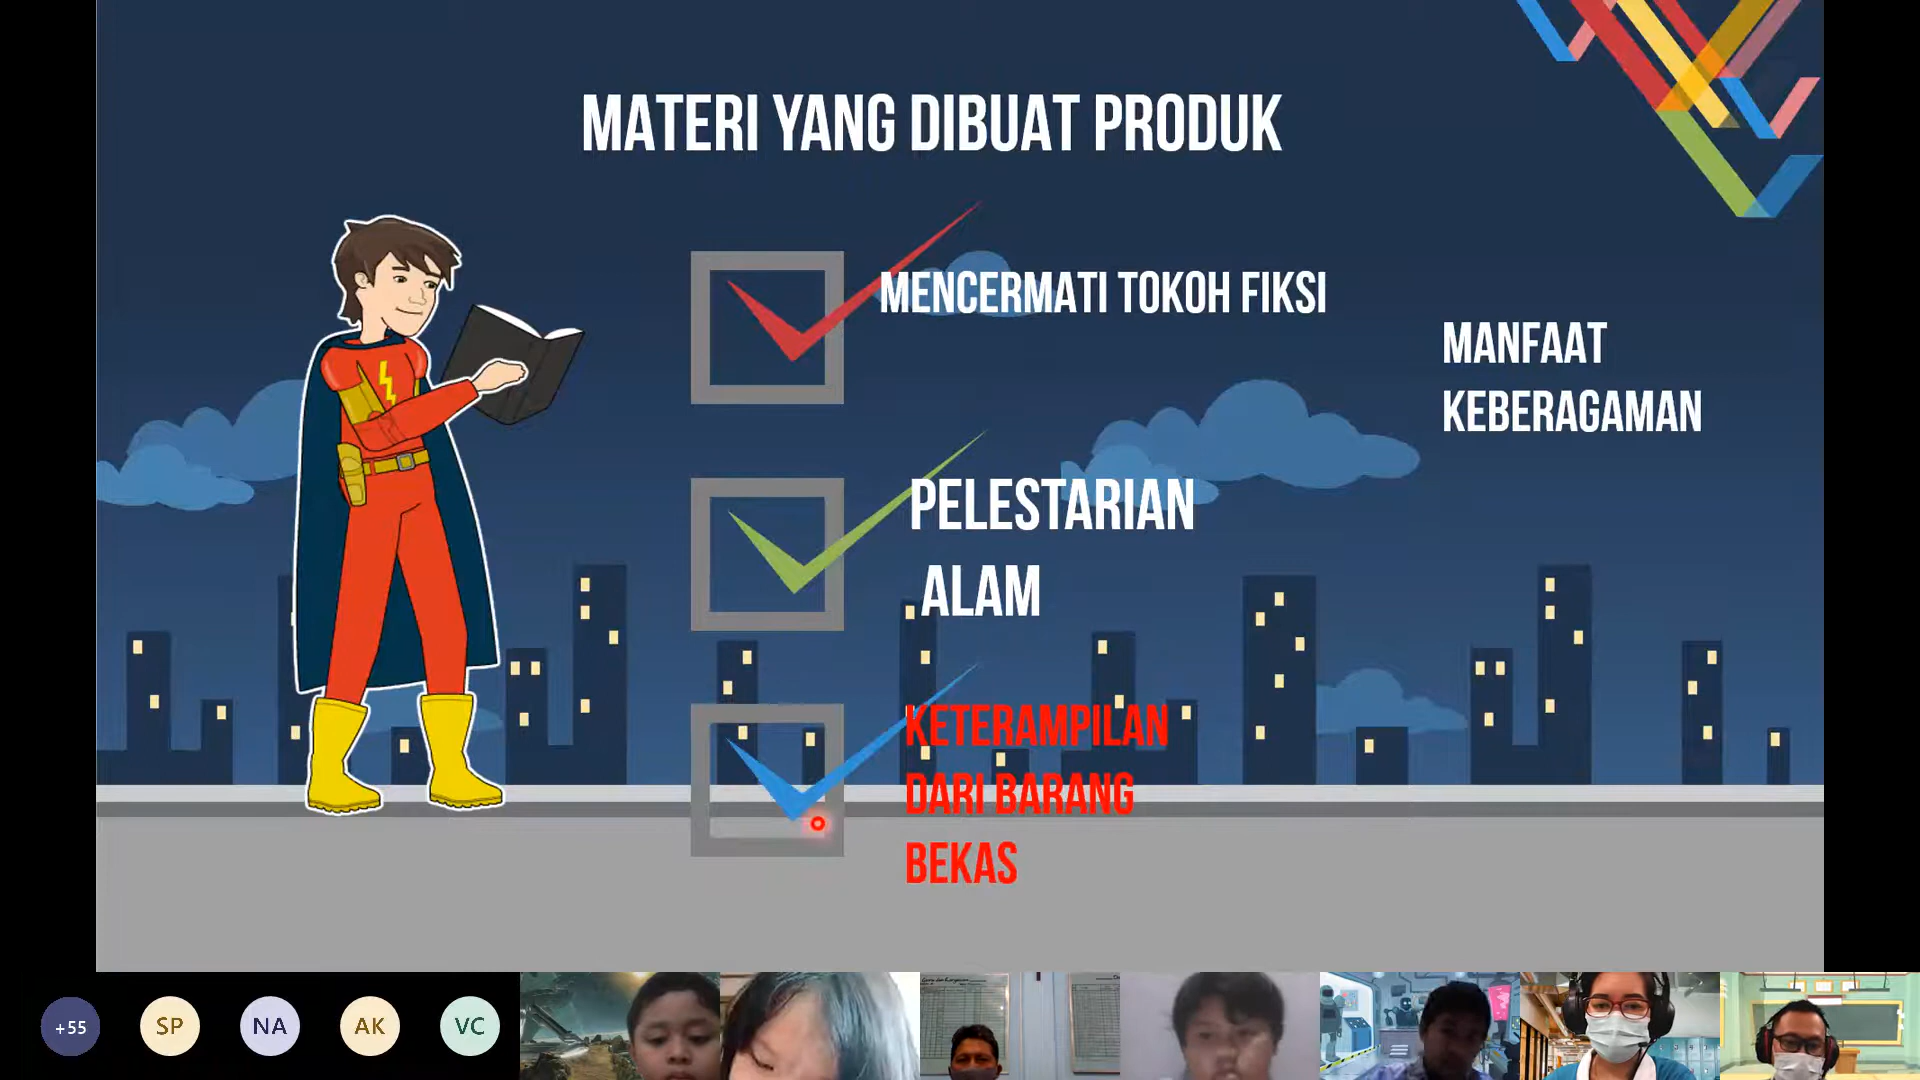 MATERI YANG DIBUAT PRODUK
MENCERMATI TOKOH FIKSI
MANFAAT
KEBERAGAMAN
PELESTARIAN
ALAM
KETERAMPILAN
DARI BARANG
BEKAS
+55
SP
NA
AK
VC